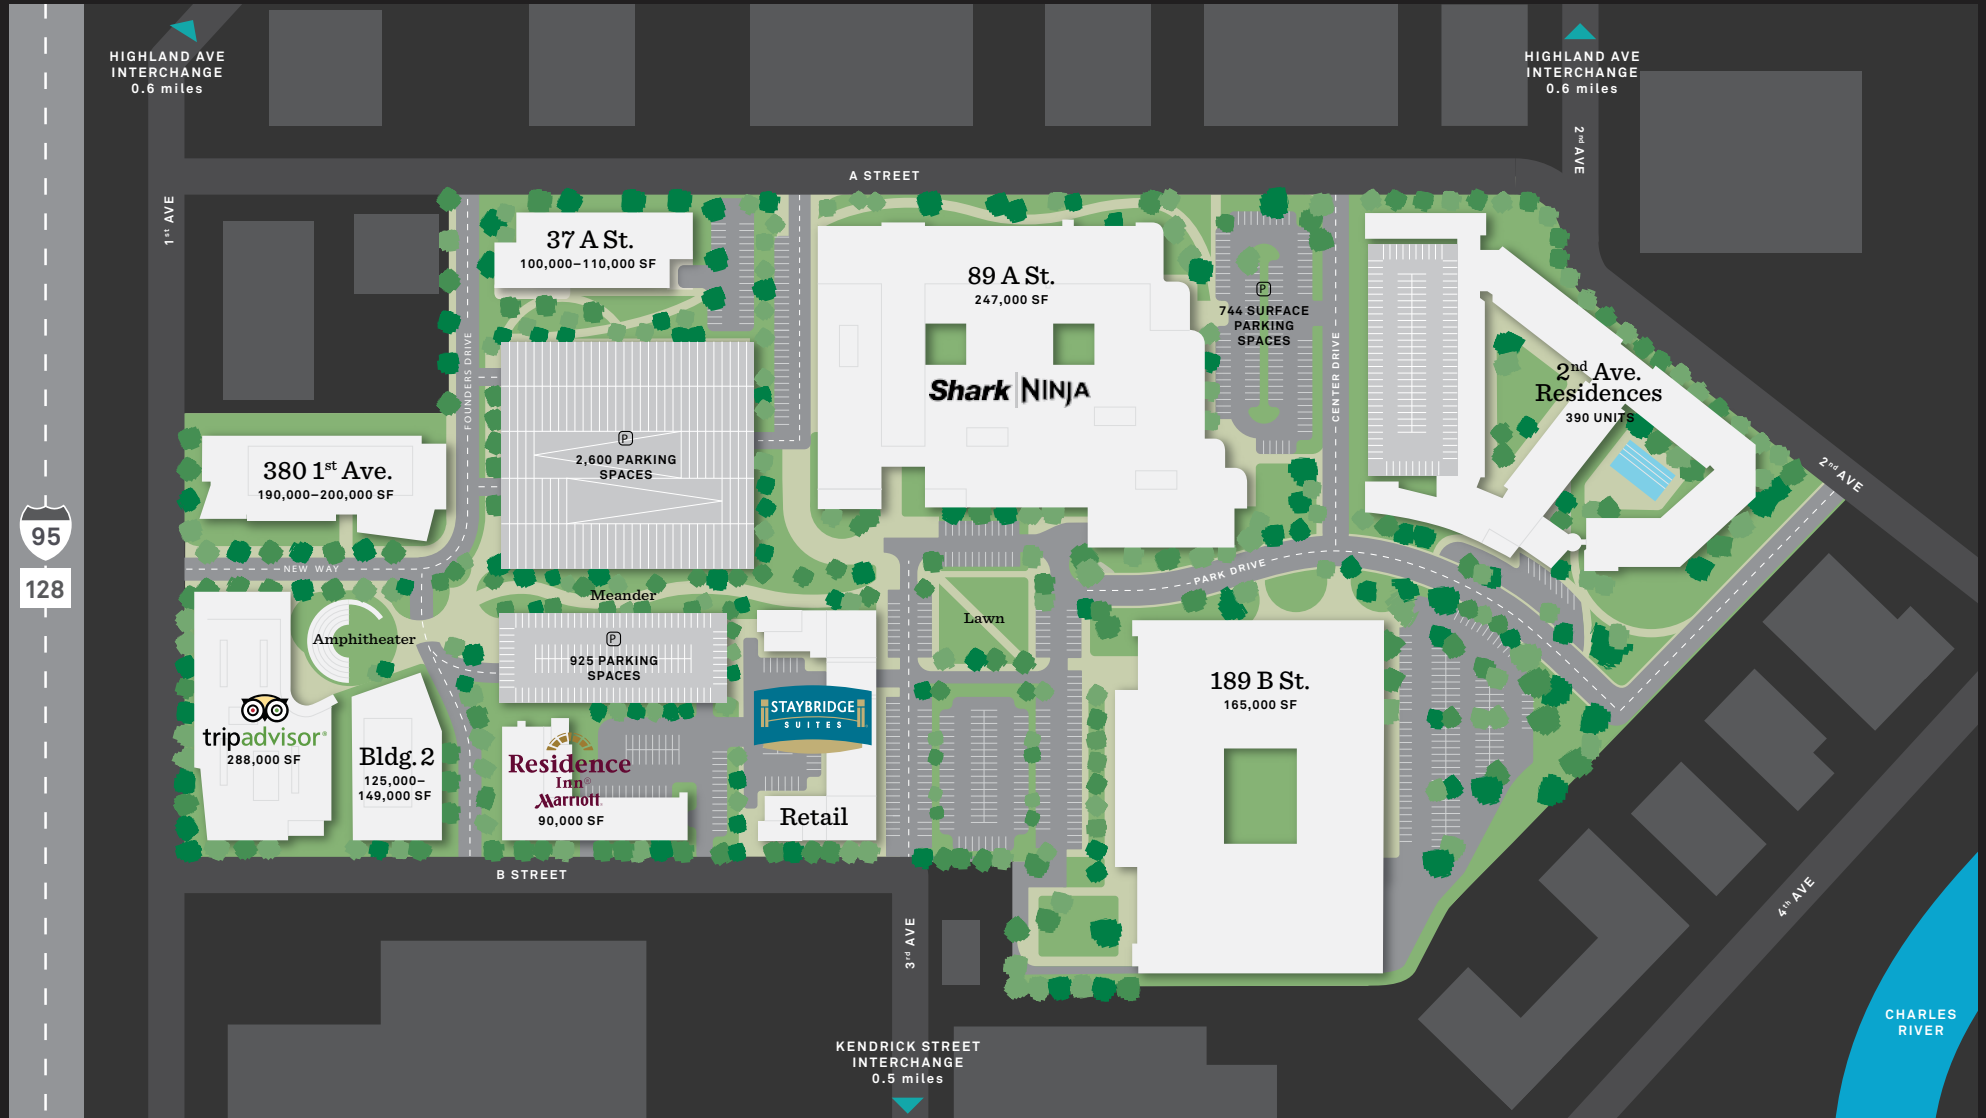 HIGHLAND AVE
INTERCHANGE
0.6 miles
HIGHLAND AVE
INTERCHANGE
0.6 miles
2nd AVE
A STREET
1st AVE
37 A St.
100,000–110,000 SF
89 A St.
247,000 SF
Shark | NINJA
P
744 SURFACE
PARKING
SPACES
FOUNDERS DRIVE
CENTER DRIVE
2nd Ave.
Residences
390 UNITS
P
2,600 PARKING
SPACES
380 1st Ave.
190,000–200,000 SF
2nd AVE
95
128
NEW WAY
PARK DRIVE
Meander
Lawn
Amphitheater
P
925 PARKING
SPACES
189 B St.
165,000 SF
STAYBRIDGE
SUITES
tripadvisor®
288,000 SF
Bldg. 2
125,000–
149,000 SF
Residence
Inn®
Marriott®
90,000 SF
Retail
B STREET
3rd AVE
4th AVE
CHARLES
RIVER
KENDRICK STREET
INTERCHANGE
0.5 miles